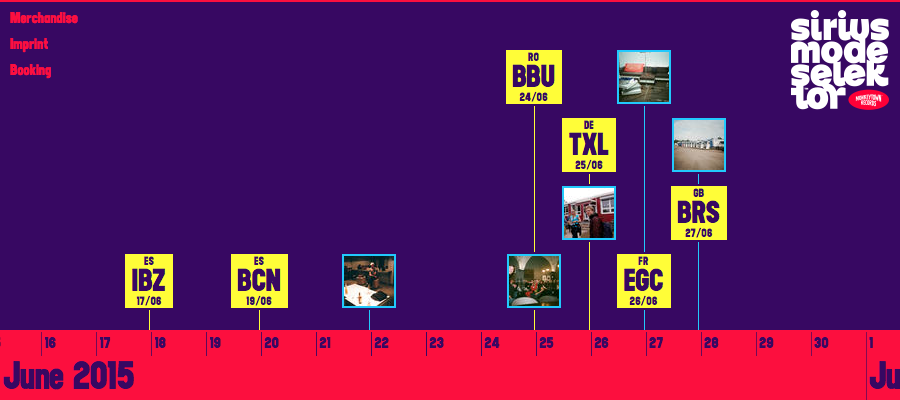 Merchandise
Imprint
Booking
sirius
mode
selek
tor
MONKEYTOWN
RECORDS
RO
BBU
24/06
DE
TXL
25/06
GB
BRS
27/06
ES
IBZ
17/06
ES
BCN
19/06
FR
EGC
26/06
16 17 18 19 20 21 22 23 24 25 26 27 28 29 30 1
June 2015
Ju